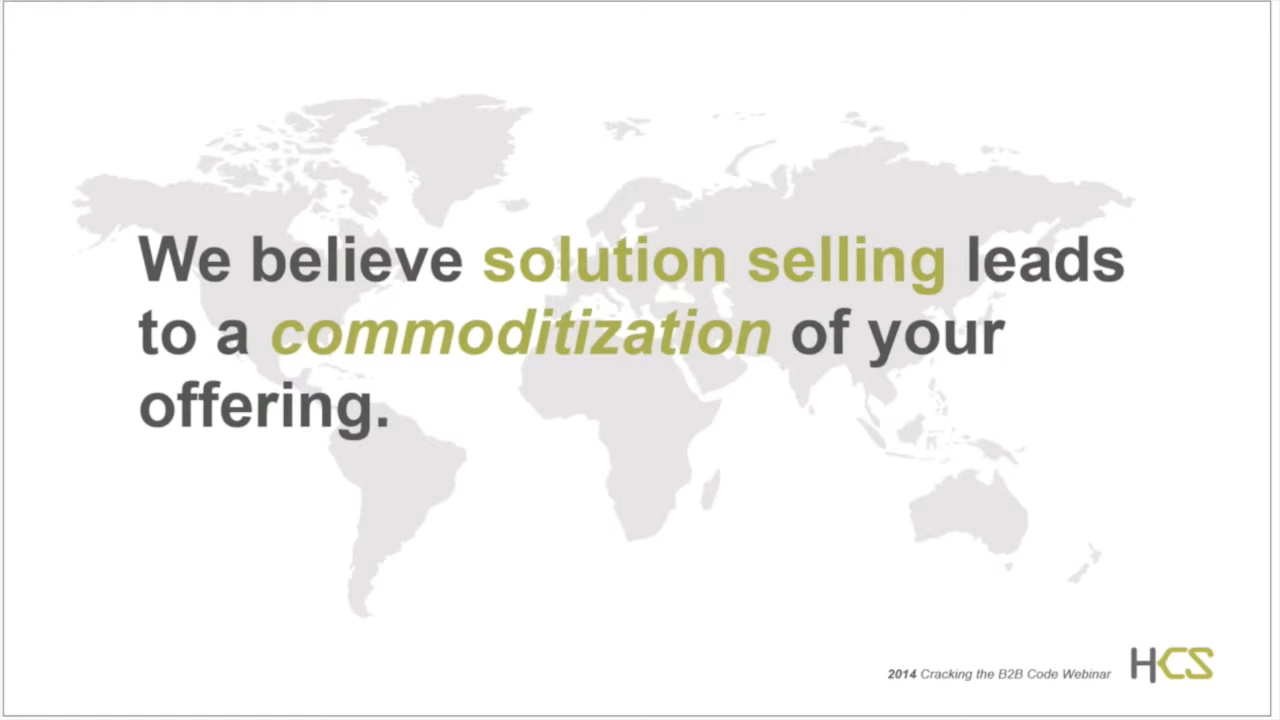 We believe solution selling leads
to a commoditization of your
offering.
2014 Cracking the B2B Code Webinar
HCS